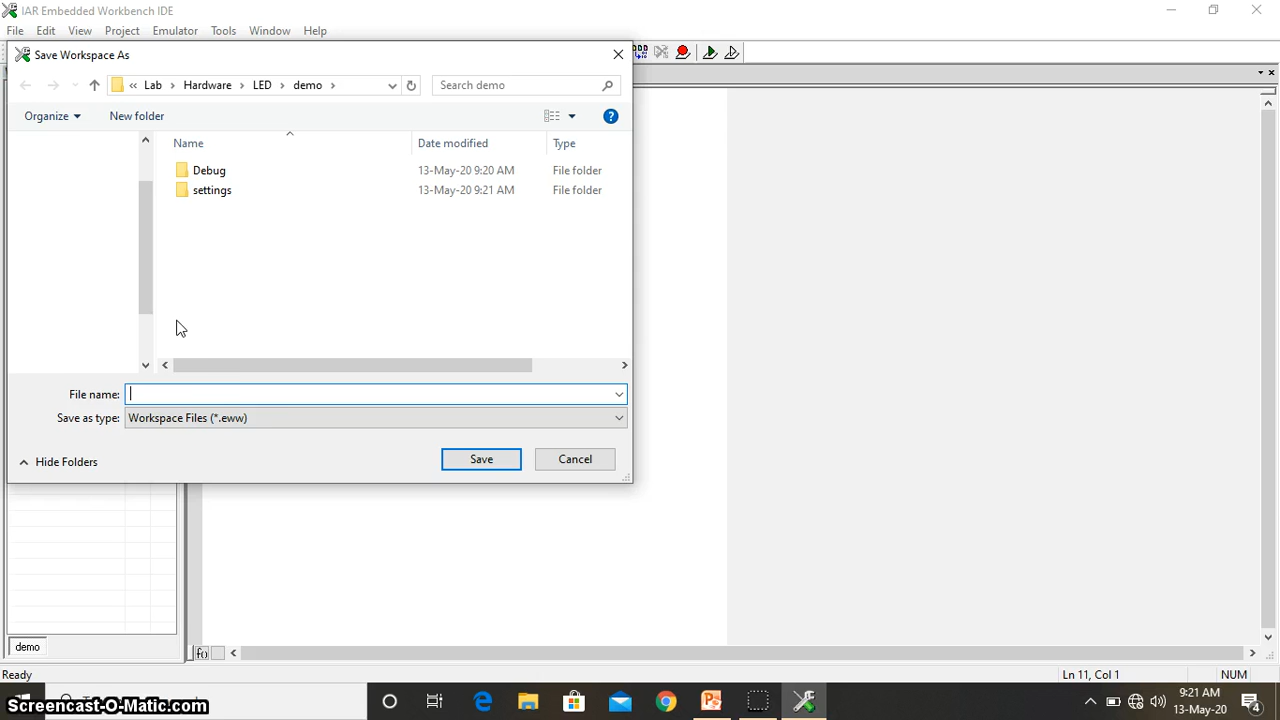 IAR Embedded Workbench IDE
File Edit View Project Emulator Tools Window Help
Save Workspace As
« Lab Hardware LED demo
Search demo
Organize New folder
Name Date modified Type
Debug 13-May-20 9:20 AM File folder
settings 13-May-20 9:21 AM File folder
File name:
Save as type: Workspace Files (*.eww)
Hide Folders Save Cancel
demo
f()
Ready Ln 11, Col 1 NUM
9:21 AM
13-May-20
4
Screencast-O-Matic.com